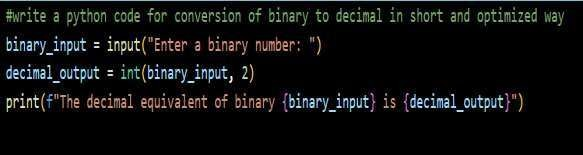 #write a python code for conversion of binary to decimal in short and optimized way
binary_input = input("Enter a binary number: ")
decimal_output = int(binary_input, 2)
print(f"The decimal equivalent of binary {binary_input} is {decimal_output}")